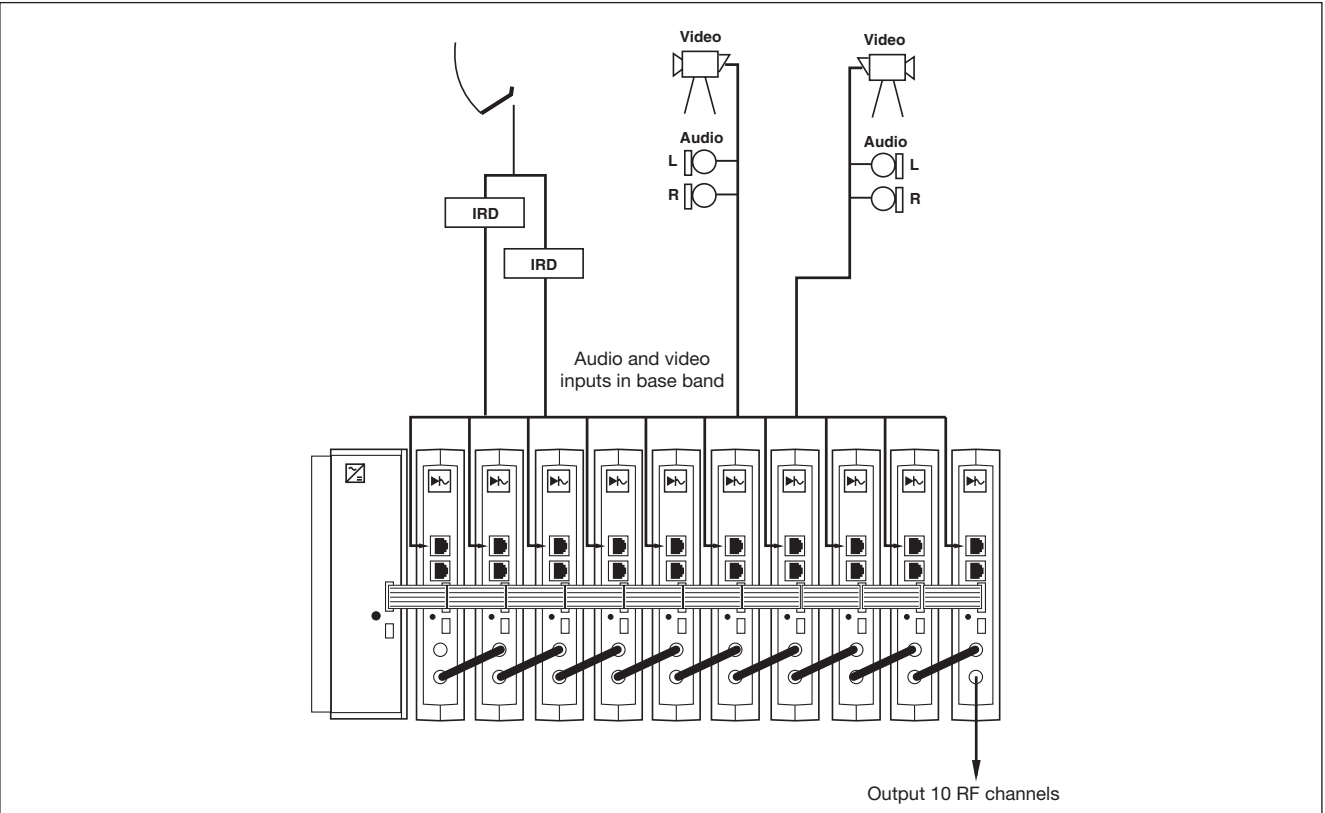 Video
Video
Audio
L
R
Audio
L
R
IRD
IRD
Audio and video
inputs in base band
Output 10 RF channels